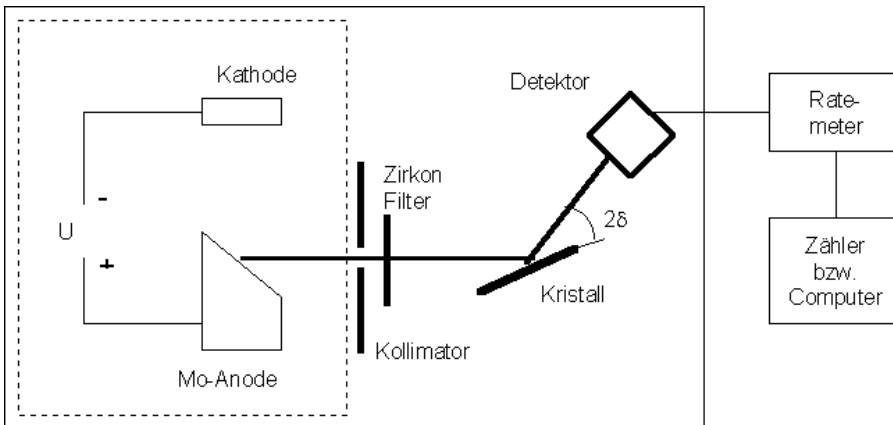 Kathode
Detektor
Rate-
meter
Zirkon
Filter
-
U
+
2δ
Zähler
bzw.
Computer
Kristall
Kollimator
Mo-Anode